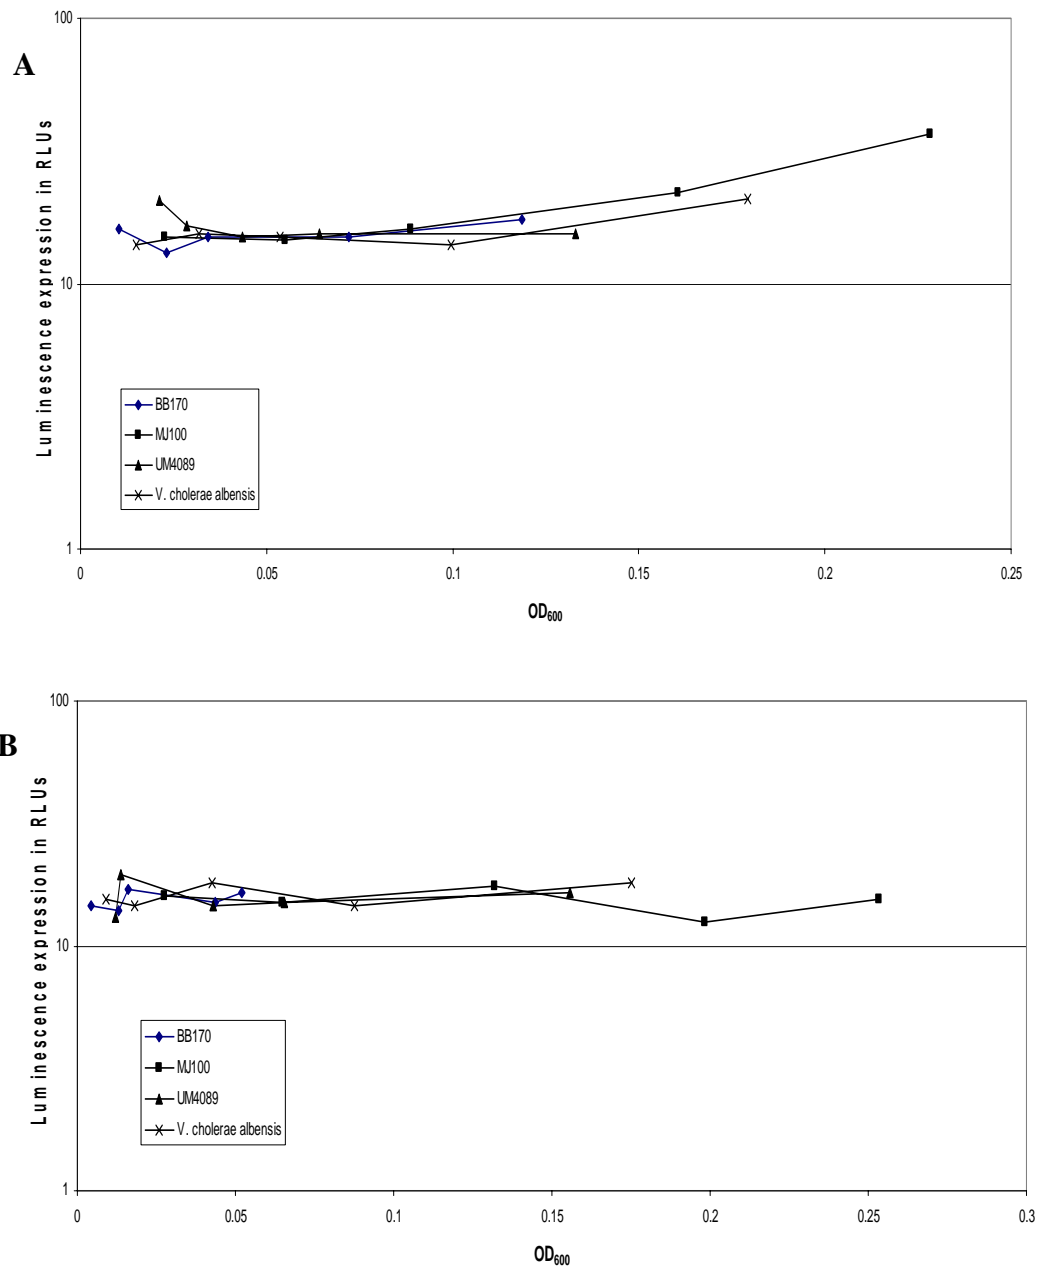 A
Luminescence expression in RLUs
100
10
1
BB170
MJ100
UM4089
V. cholerae albensis
0 0.05 0.1 0.15 0.2 0.25
OD600
B
Luminescence expression in RLUs
100
10
1
BB170
MJ100
UM4089
V. cholerae albensis
0 0.05 0.1 0.15 0.2 0.25 0.3
OD600